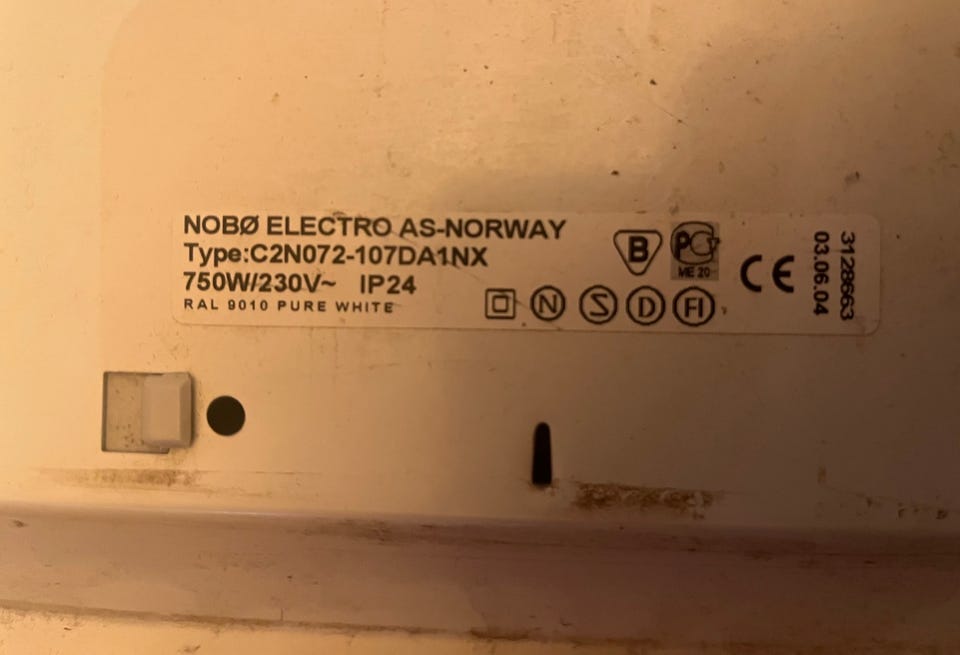 NOBØ ELECTRO AS-NORWAY
Type:C2N072-107DA1NX
750W/230V~ IP24
RAL 9010 PURE WHITE
B
PCT
ME 20
CE
N
S
D
FI
3128663
03.06.04